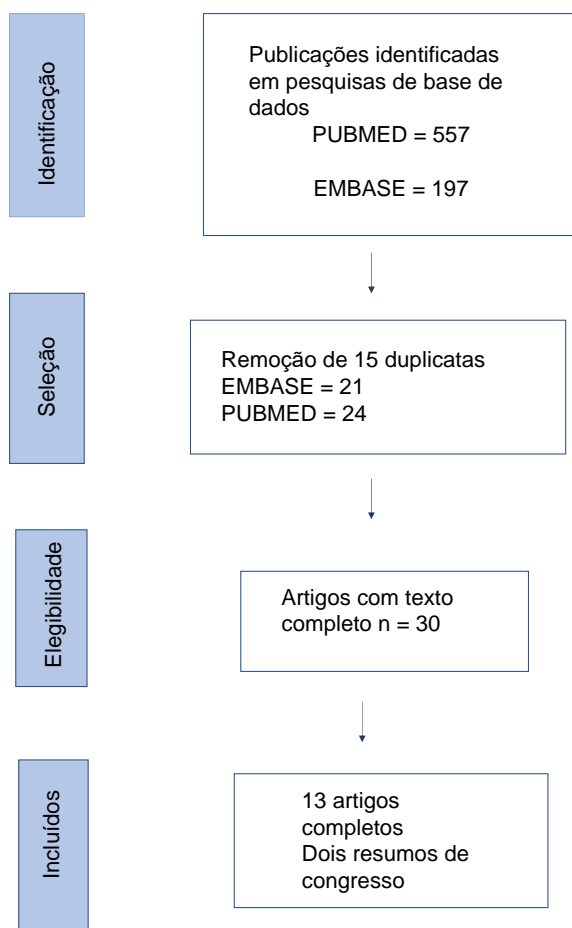 Identificação
Publicações identificadas
em pesquisas de base de
dados
PUBMED = 557
EMBASE = 197
Seleção
Remoção de 15 duplicatas
EMBASE = 21
PUBMED = 24
Elegibilidade
Artigos com texto
completo n = 30
Incluídos
13 artigos
completos
Dois resumos de
congresso